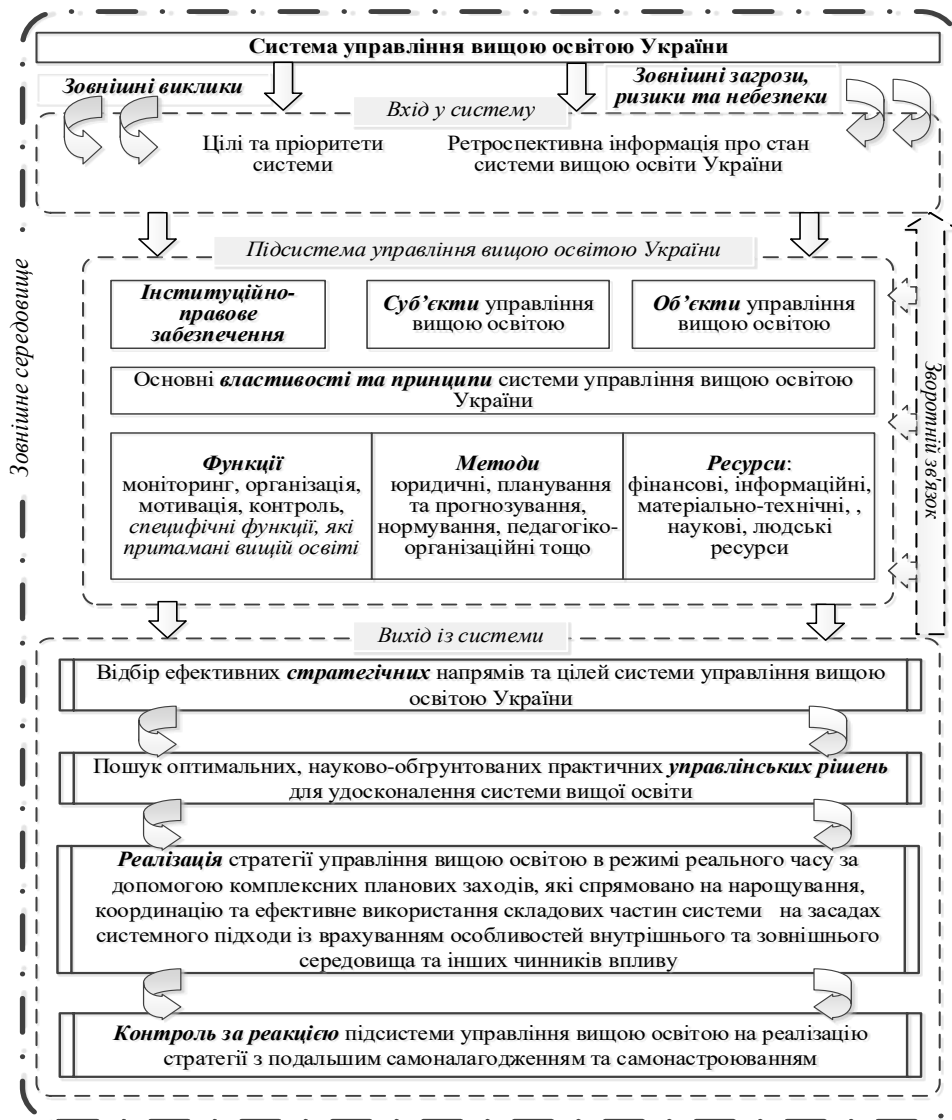 Система управління вищою освітою України
Зовнішні виклики
Зовнішні загрози,
ризики та небезпеки
Вхід у систему
Цілі та пріоритети
системи
Ретроспективна інформація про стан
системи вищою освіти України
Зовнішнє середовище
Підсистема управління вищою освітою України
Інституційно-
правове
забезпечення
Суб’єкти управління
вищою освітою
Об’єкти управління
вищою освітою
Основні властивості та принципи системи управління вищою освітою
України
Функції
моніторинг, організація,
мотивація, контроль,
специфічні функції, які
притамані вищій освіті
Методи
юридичні, планування
та прогнозування,
нормування, педагогіко-
організаційні тощо
Ресурси:
фінансові, інформаційні,
матеріально-технічні, ,
наукові, людські
ресурси
Зворотній зв'язок
Вихід із системи
Відбір ефективних стратегічних напрямів та цілей системи управління вищою
освітою України
Пошук оптимальних, науково-обгрунтованих практичних управлінських рішень
для удосконалення системи вищої освіти
Реалізація стратегії управління вищою освітою в режимі реального часу за
допомогою комплексних планових заходів, які спрямовано на нарощування,
координацію та ефективне використання складових частин системи на засадах
системного підходи із врахуванням особливостей внутрішнього та зовнішнього
середовища та інших чинників впливу
Контроль за реакцією підсистеми управління вищою освітою на реалізацію
стратегії з подальшим самоналагодженням та самонастроюванням